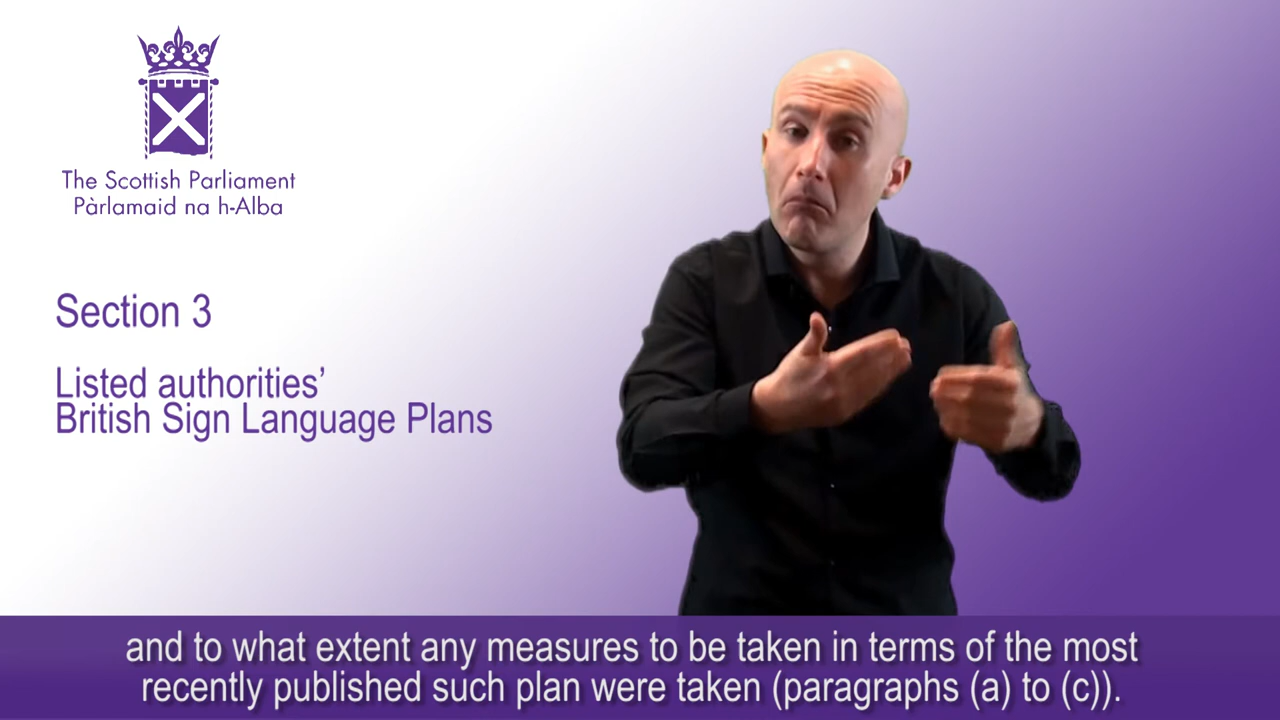 The Scottish Parliament
Pàrlamaid na h-Alba
Section 3
Listed authorities’
British Sign Language Plans
and to what extent any measures to be taken in terms of the most
recently published such plan were taken (paragraphs (a) to (c)).